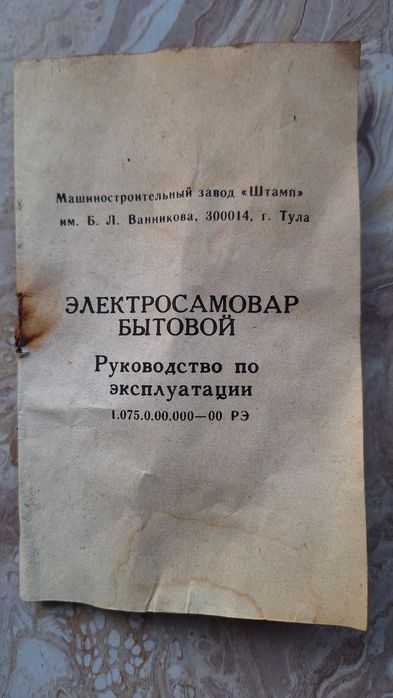 Машиностроительный завод «Штамп»
им. Б. Л. Ванникова, 300014, г. Тула
ЭЛЕКТРОСАМОВАР
БЫТОВОЙ
Руководство по
эксплуатации
1.075.0.00.000—00 РЭ